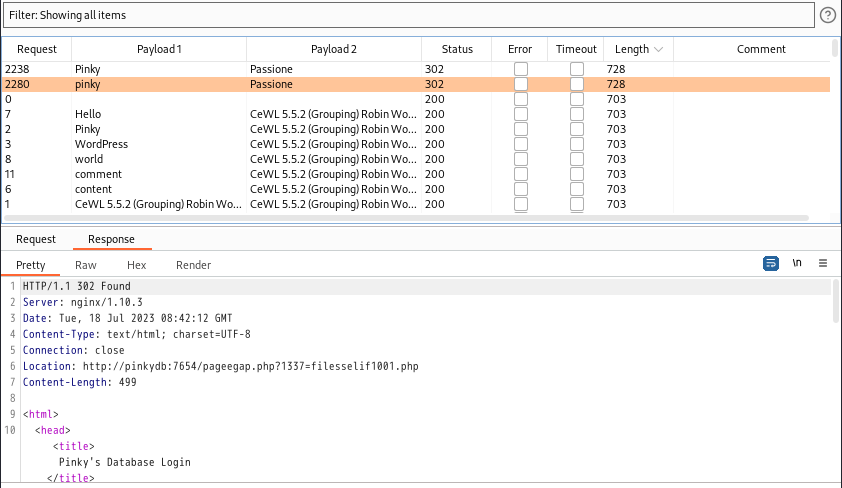 Filter: Showing all items
?
Request Payload 1 Payload 2 Status Error Timeout Length Comment
2238 Pinky Passione 302 728
2280 pinky Passione 302 728
0 200 703
7 Hello CeWL 5.5.2 (Grouping) Robin Wo... 200 703
2 Pinky CeWL 5.5.2 (Grouping) Robin Wo... 200 703
3 WordPress CeWL 5.5.2 (Grouping) Robin Wo... 200 703
8 world CeWL 5.5.2 (Grouping) Robin Wo... 200 703
11 comment CeWL 5.5.2 (Grouping) Robin Wo... 200 703
6 content CeWL 5.5.2 (Grouping) Robin Wo... 200 703
1 CeWL 5.5.2 (Grouping) Robin Wo... CeWL 5.5.2 (Grouping) Robin Wo... 200 703
Request Response
Pretty Raw Hex Render \n
1 HTTP/1.1 302 Found
2 Server: nginx/1.10.3
3 Date: Tue, 18 Jul 2023 08:42:12 GMT
4 Content-Type: text/html; charset=UTF-8
5 Connection: close
6 Location: http://pinkydb:7654/pageegap.php?1337=filesselif1001.php
7 Content-Length: 499
8
9 <html>
10 <head>
<title>
Pinky's Database Login
</title>